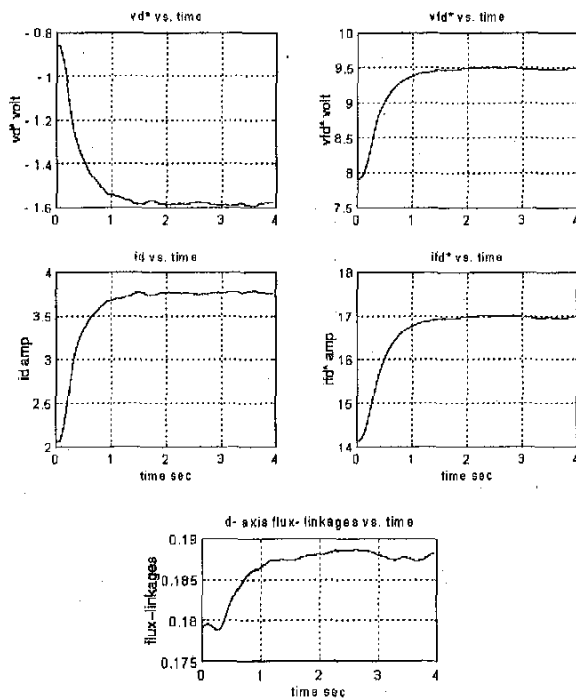 vd* vs. time
vfd* vs. time
- 0.8
- 1
- 1.2
- 1.4
- 1.6
vd* volt
0 1 2 3 4
10
9.5
9
8.5
8
7.5
vfd* volt
0 1 2 3 4
id vs. time
ifd* vs. time
4
3.5
3
2.5
2
id amp
0 1 2 3 4
time sec
18
17
16
15
14
ifd* amp
0 1 2 3 4
time sec
d- axis flux- linkages vs. time
0.19
0.185
0.18
0.175
flux-linkages
0 1 2 3 4
time sec